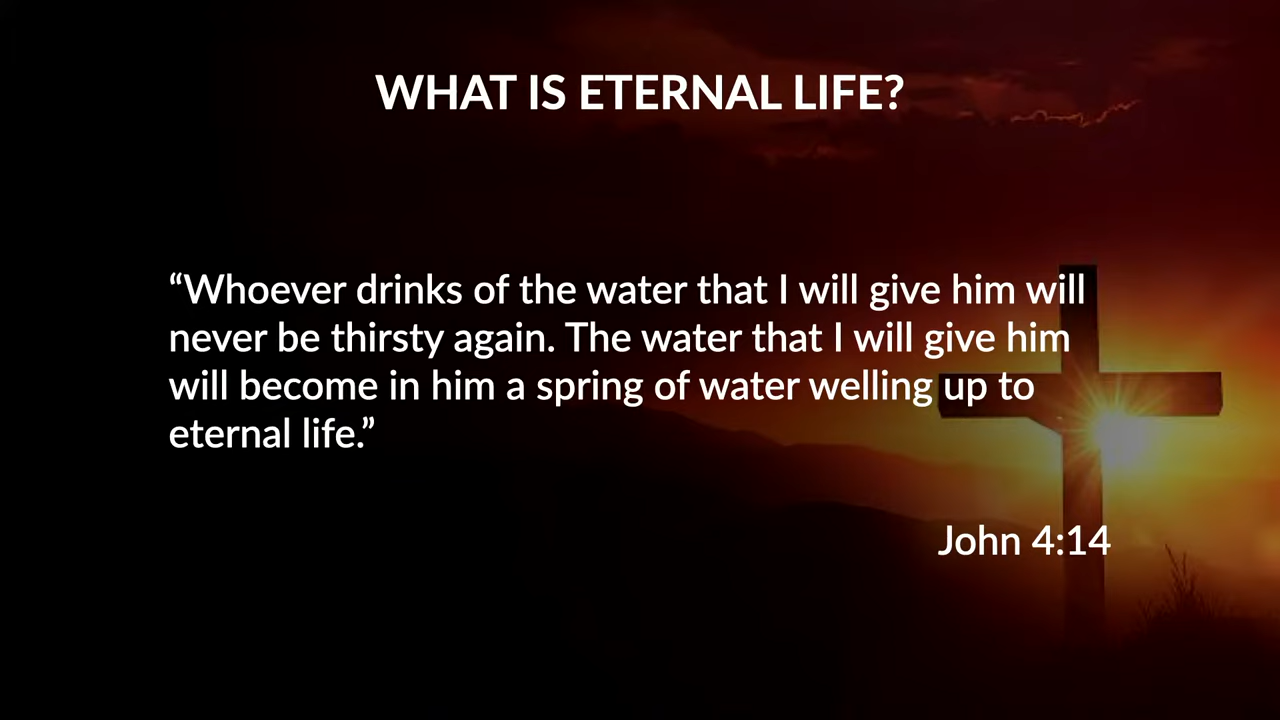 WHAT IS ETERNAL LIFE?
“Whoever drinks of the water that I will give him will
never be thirsty again. The water that I will give him
will become in him a spring of water welling up to
eternal life.”
John 4:14